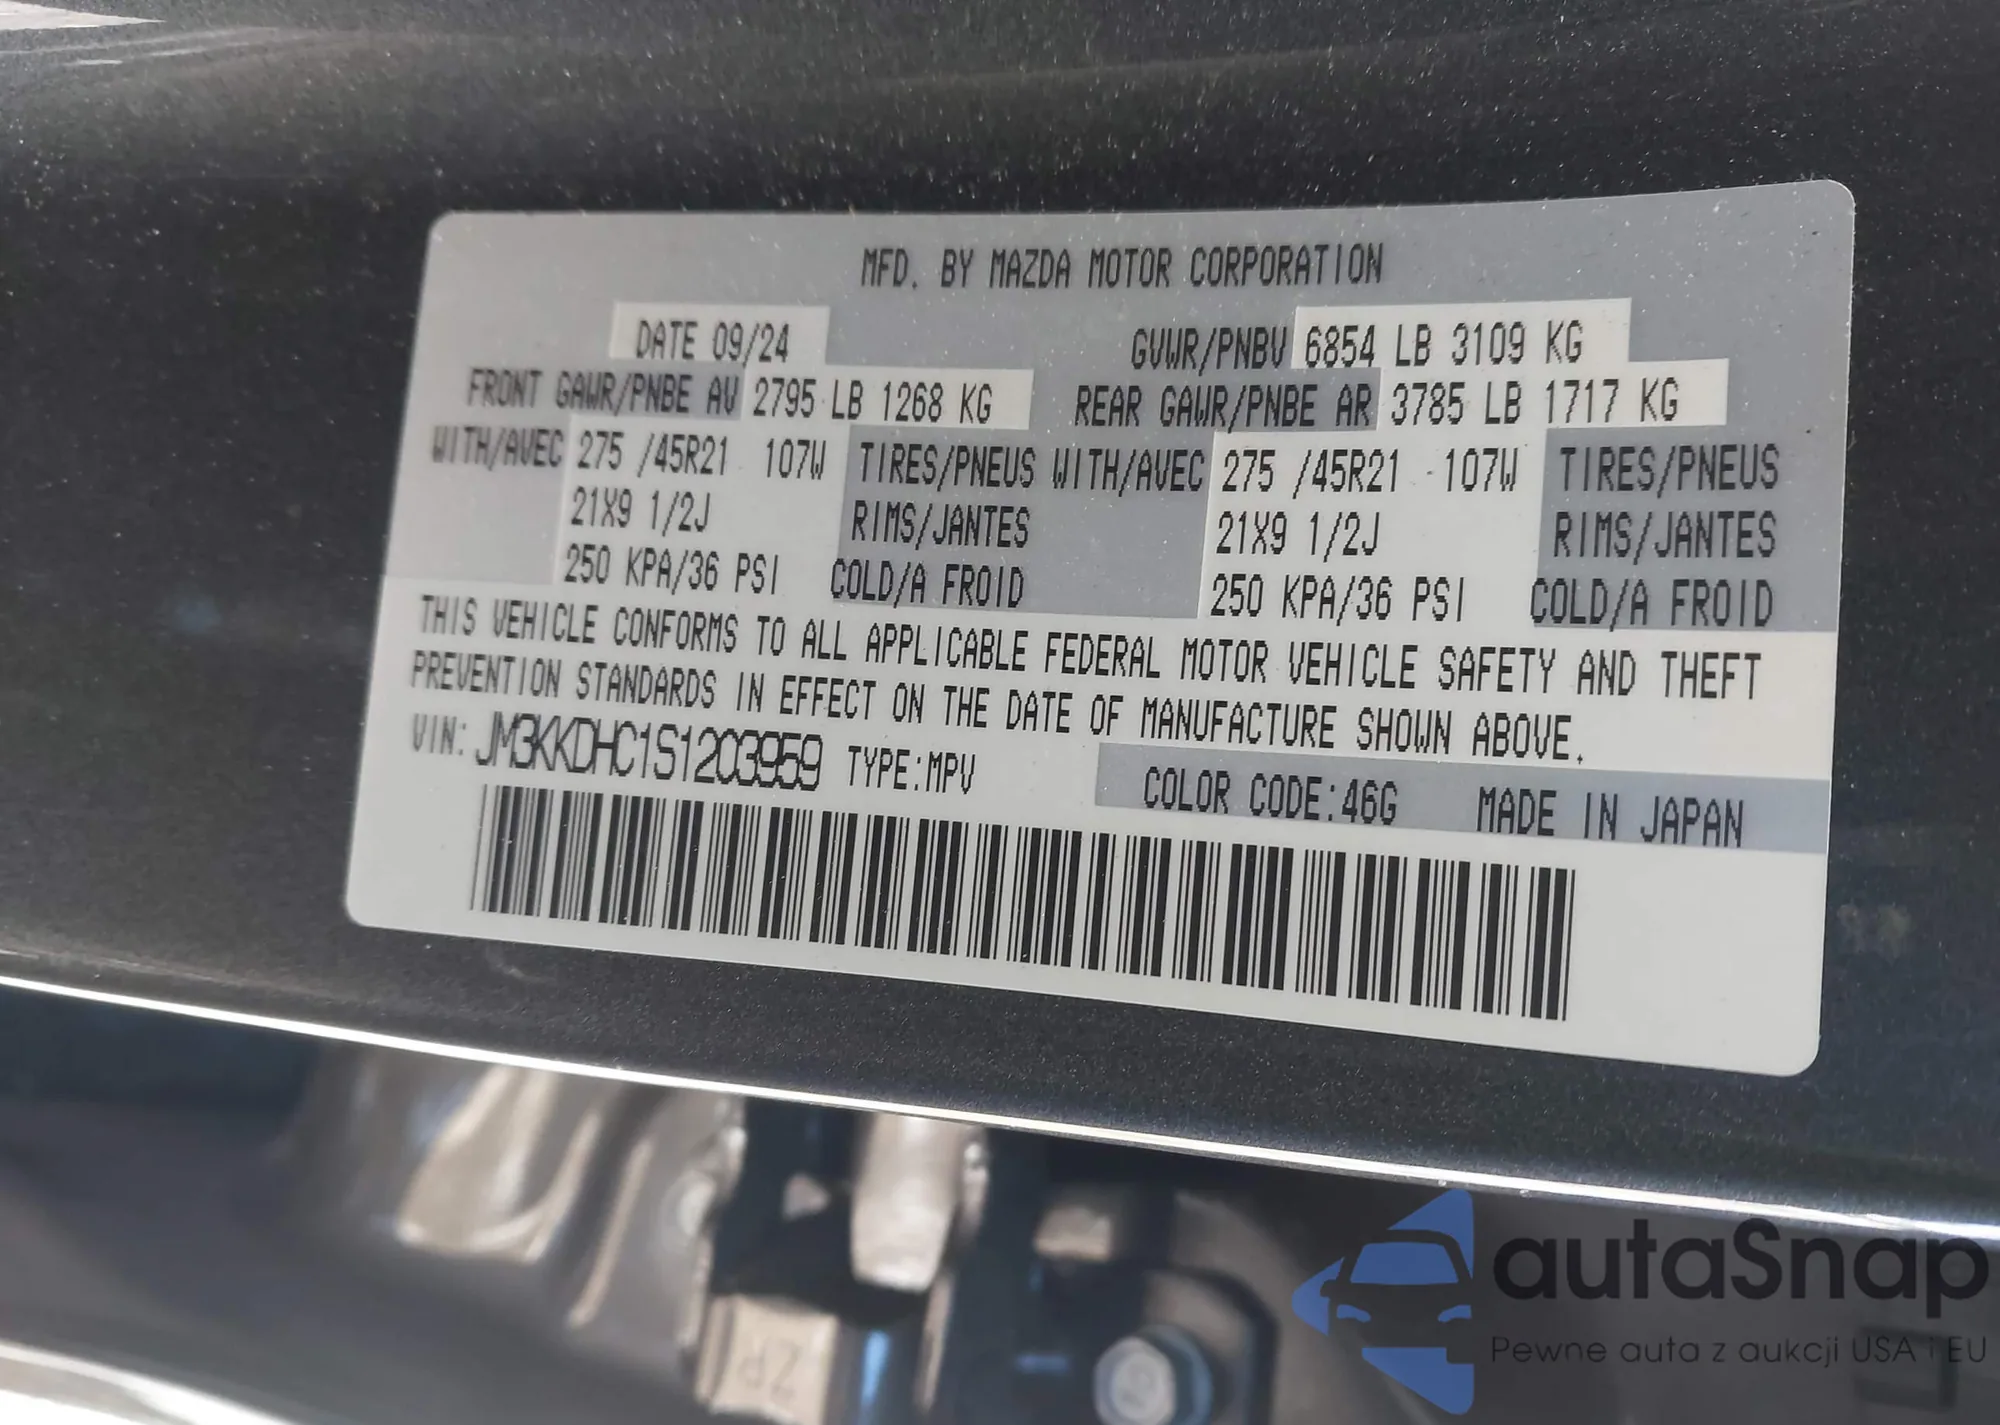 MFD. BY MAZDA MOTOR CORPORATION
DATE 09/24 GVWR/PNBV 6854 LB 3109 KG
FRONT GAWR/PNBE AV 2795 LB 1268 KG REAR GAWR/PNBE AR 3785 LB 1717 KG
WITH/AVEC 275 /45R21 107W TIRES/PNEUS WITH/AVEC 275 /45R21 107W TIRES/PNEUS
21X9 1/2J RIMS/JANTES 21X9 1/2J RIMS/JANTES
250 KPA/36 PSI COLD/A FROID 250 KPA/36 PSI COLD/A FROID
THIS VEHICLE CONFORMS TO ALL APPLICABLE FEDERAL MOTOR VEHICLE SAFETY AND THEFT
PREVENTION STANDARDS IN EFFECT ON THE DATE OF MANUFACTURE SHOWN ABOVE.
VIN: JM3KKDHC1S1203959 TYPE:MPV COLOR CODE:46G MADE IN JAPAN
autaSnap
Pewne auta z aukcji USA i EU